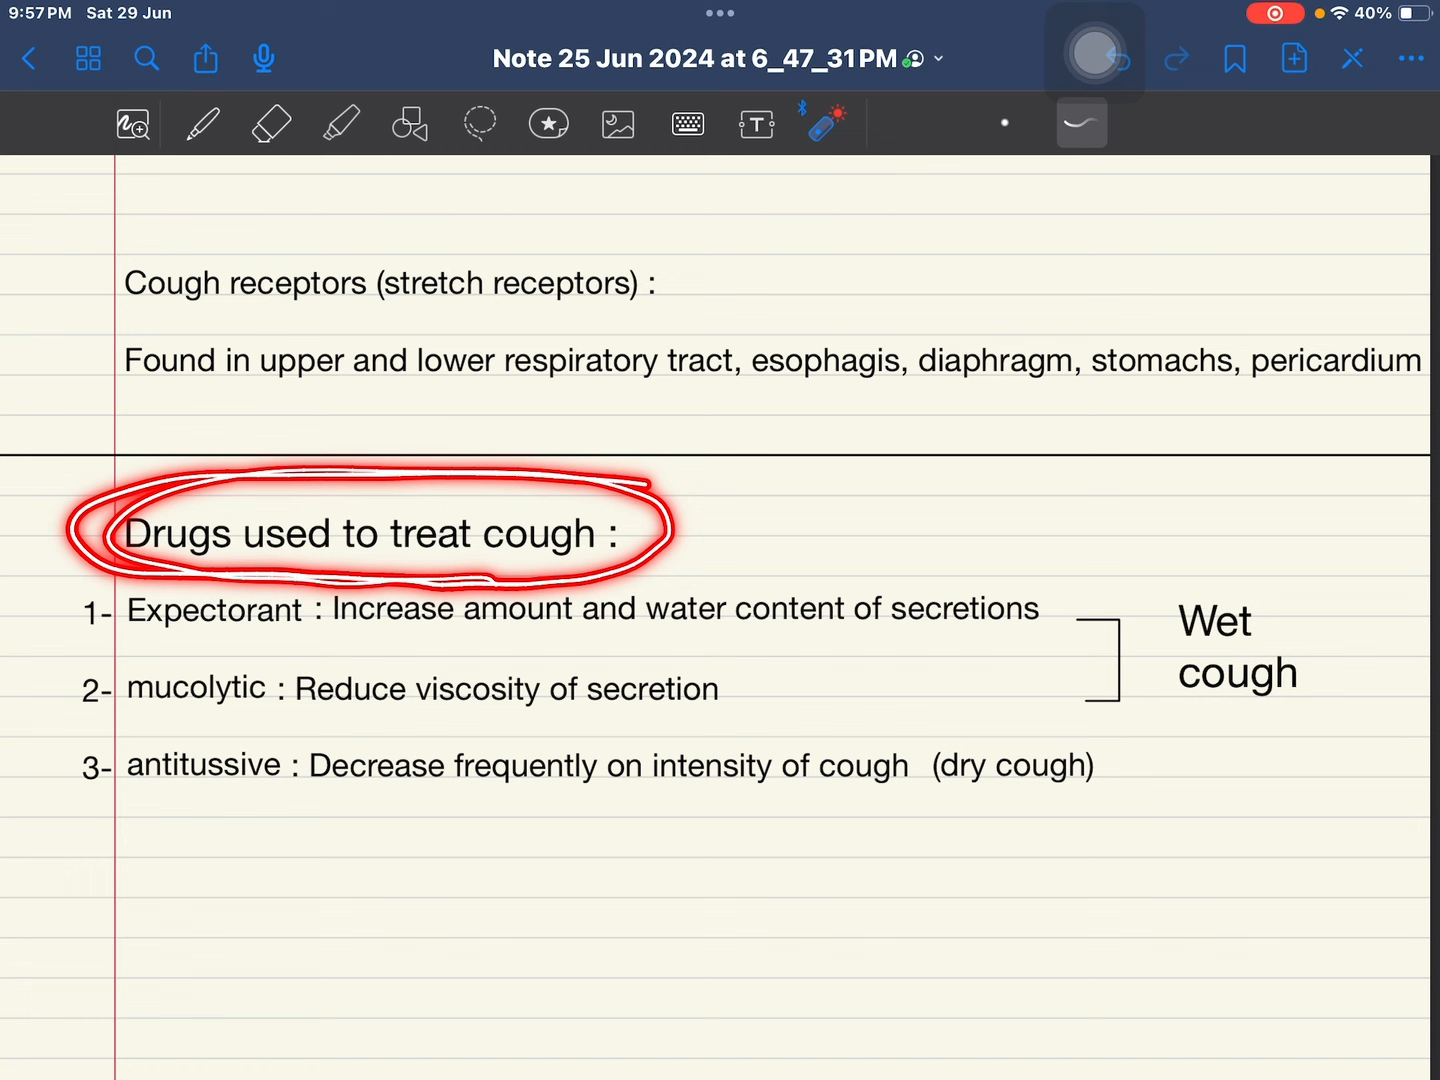 9:57 PM Sat 29 Jun
40%
Note 25 Jun 2024 at 6_47_31 PM
T
Cough receptors (stretch receptors) :
Found in upper and lower respiratory tract, esophagis, diaphragm, stomachs, pericardium
Drugs used to treat cough :
1- Expectorant : Increase amount and water content of secretions
2- mucolytic : Reduce viscosity of secretion
Wet
cough
3- antitussive : Decrease frequently on intensity of cough (dry cough)